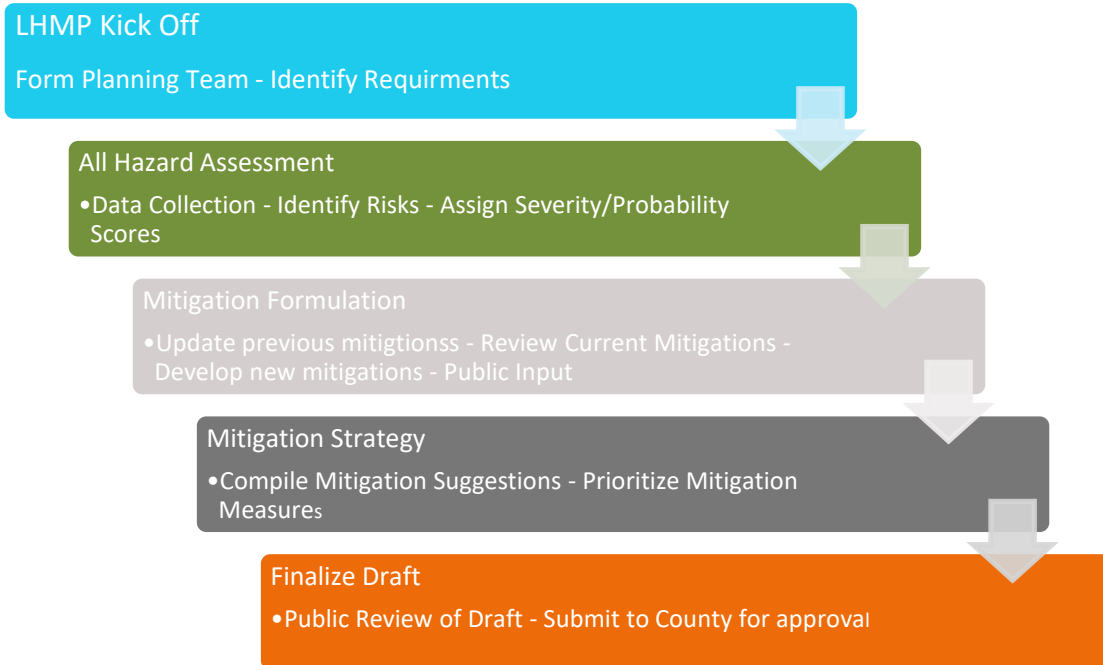 LHMP Kick Off
Form Planning Team - Identify Requirments
All Hazard Assessment
•Data Collection - Identify Risks - Assign Severity/Probability
Scores
Mitigation Formulation
•Update previous mitigtionss - Review Current Mitigations -
Develop new mitigations - Public Input
Mitigation Strategy
•Compile Mitigation Suggestions - Prioritize Mitigation
Measures
Finalize Draft
•Public Review of Draft - Submit to County for approval